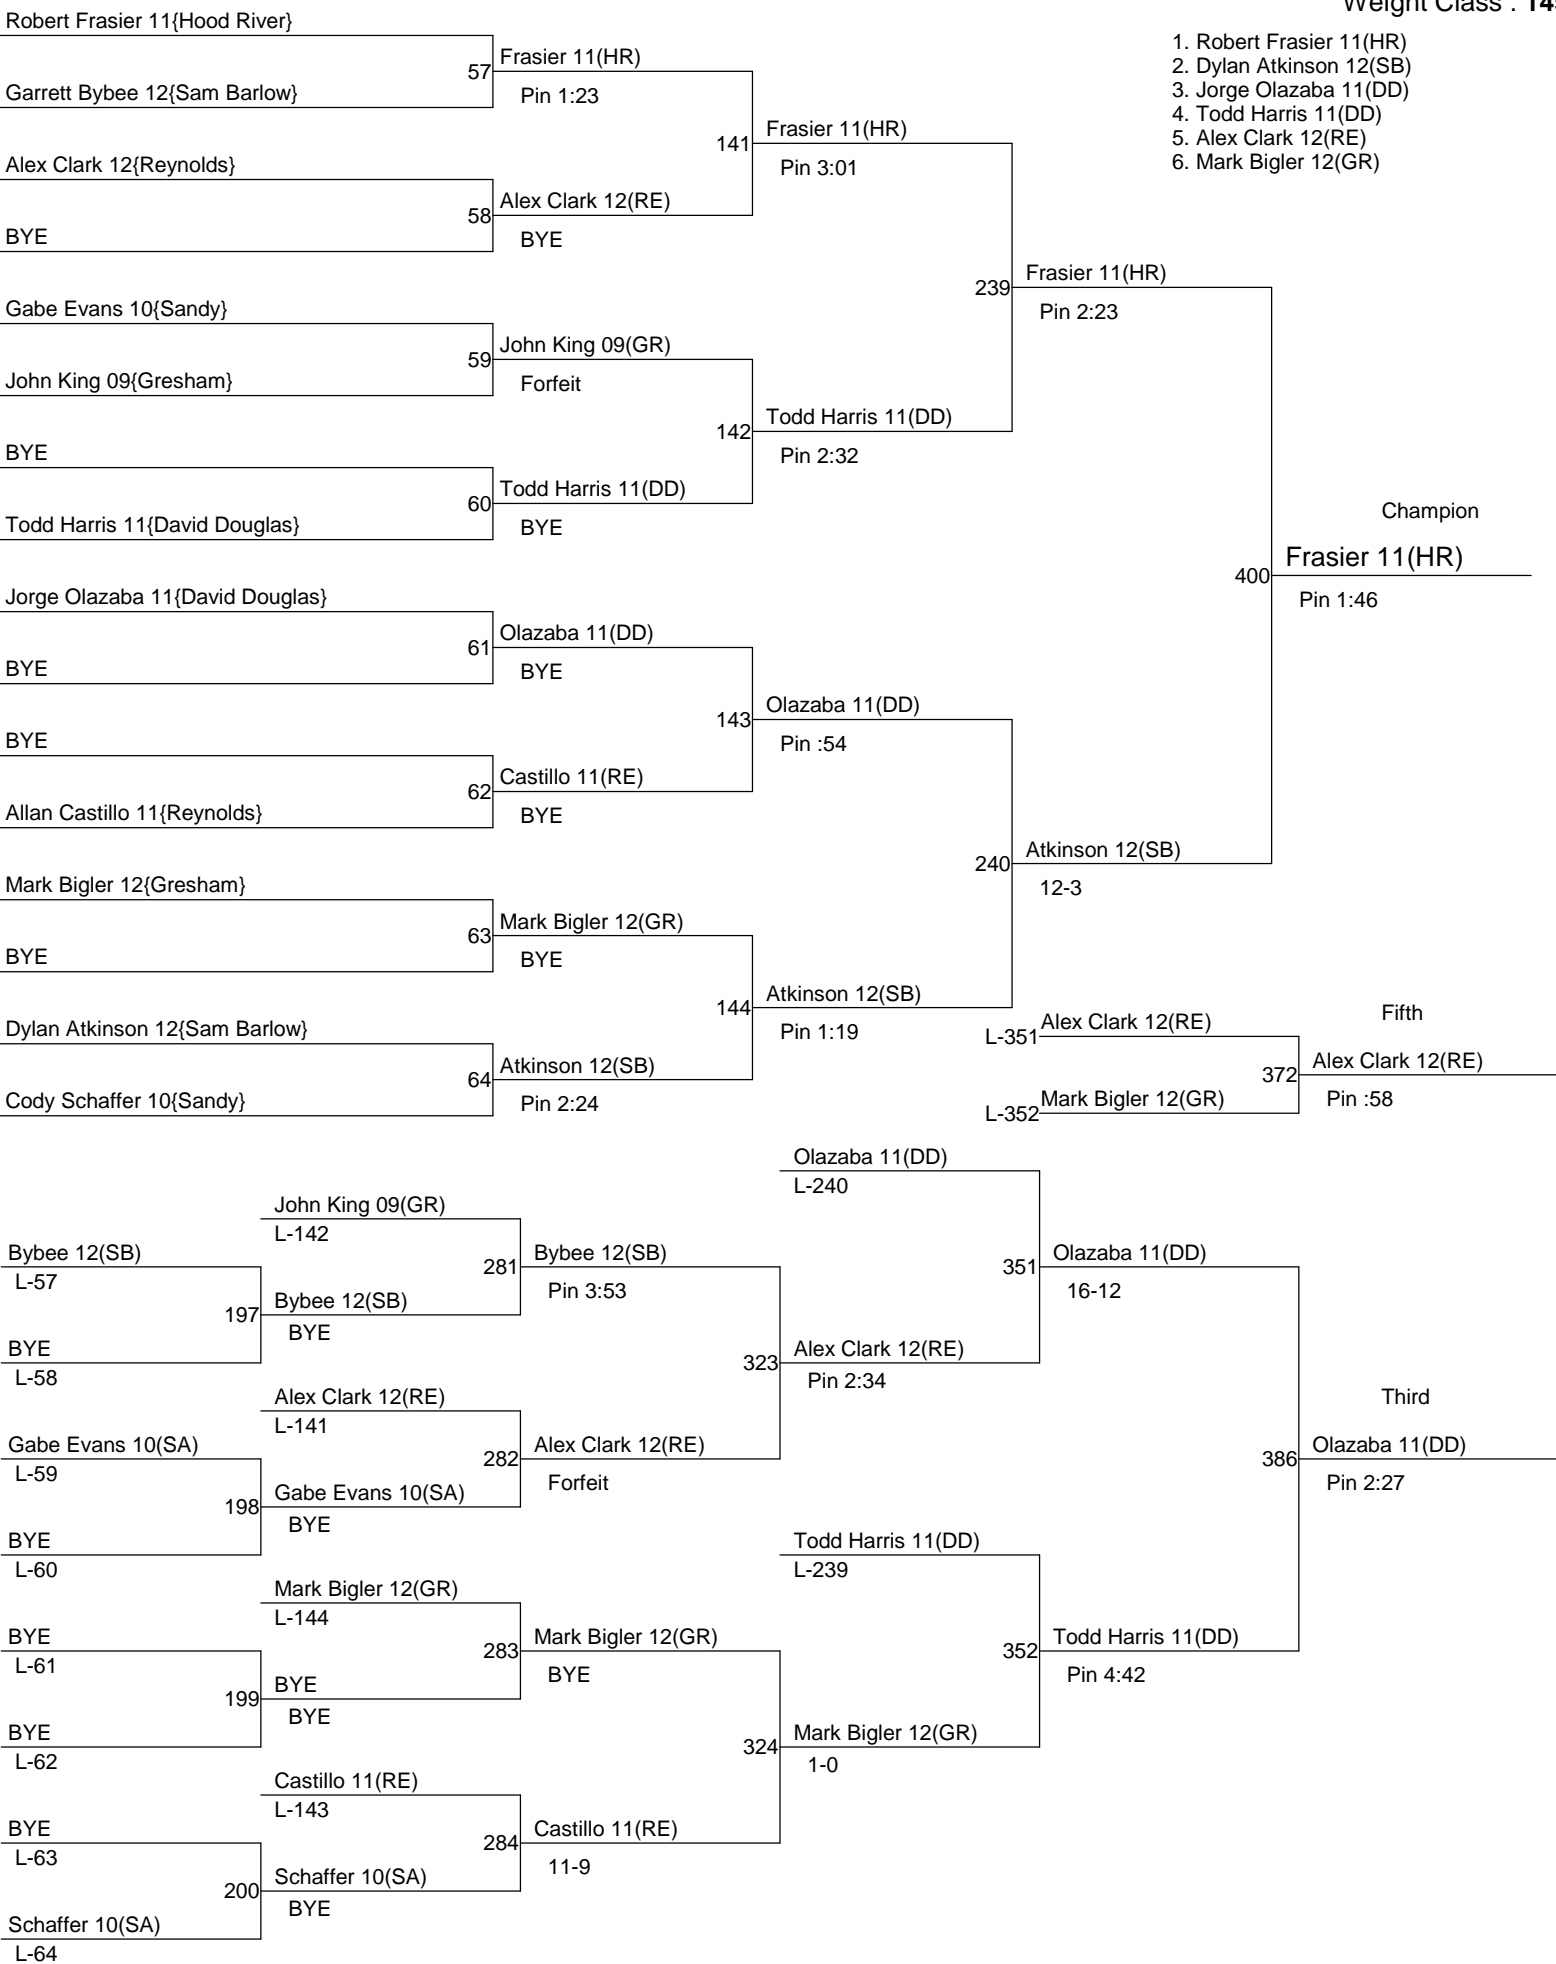 Weight Class :
1. Robert Frasier 11(HR)
2. Dylan Atkinson 12(SB)
3. Jorge Olazaba 11(DD)
4. Todd Harris 11(DD)
5. Alex Clark 12(RE)
6. Mark Bigler 12(GR)
Robert Frasier 11{Hood River}
57
Frasier 11(HR)
Garrett Bybee 12{Sam Barlow}
Pin 1:23
141
Frasier 11(HR)
Pin 3:01
Alex Clark 12{Reynolds}
58
Alex Clark 12(RE)
BYE
BYE
239
Frasier 11(HR)
Pin 2:23
Gabe Evans 10{Sandy}
59
John King 09(GR)
John King 09{Gresham}
Forfeit
142
Todd Harris 11(DD)
Pin 2:32
BYE
60
Todd Harris 11(DD)
Todd Harris 11{David Douglas}
BYE
Champion
400
Frasier 11(HR)
Pin 1:46
Jorge Olazaba 11{David Douglas}
61
Olazaba 11(DD)
BYE
BYE
143
Olazaba 11(DD)
Pin :54
BYE
62
Castillo 11(RE)
Allan Castillo 11{Reynolds}
BYE
240
Atkinson 12(SB)
12-3
Mark Bigler 12{Gresham}
63
Mark Bigler 12(GR)
BYE
BYE
144
Atkinson 12(SB)
Pin 1:19
Dylan Atkinson 12{Sam Barlow}
64
Atkinson 12(SB)
Cody Schaffer 10{Sandy}
Pin 2:24
Fifth
L-351
Alex Clark 12(RE)
372
Alex Clark 12(RE)
Pin :58
L-352
Mark Bigler 12(GR)
Olazaba 11(DD)
L-240
John King 09(GR)
L-142
Bybee 12(SB)
L-57
281
Bybee 12(SB)
Pin 3:53
351
Olazaba 11(DD)
16-12
197
Bybee 12(SB)
BYE
BYE
L-58
323
Alex Clark 12(RE)
Pin 2:34
Alex Clark 12(RE)
L-141
Third
Gabe Evans 10(SA)
L-59
282
Alex Clark 12(RE)
Forfeit
386
Olazaba 11(DD)
Pin 2:27
198
Gabe Evans 10(SA)
BYE
BYE
L-60
Todd Harris 11(DD)
L-239
Mark Bigler 12(GR)
L-144
BYE
L-61
283
Mark Bigler 12(GR)
BYE
352
Todd Harris 11(DD)
Pin 4:42
199
BYE
BYE
BYE
L-62
324
Mark Bigler 12(GR)
1-0
Castillo 11(RE)
L-143
BYE
L-63
284
Castillo 11(RE)
11-9
200
Schaffer 10(SA)
BYE
Schaffer 10(SA)
L-64